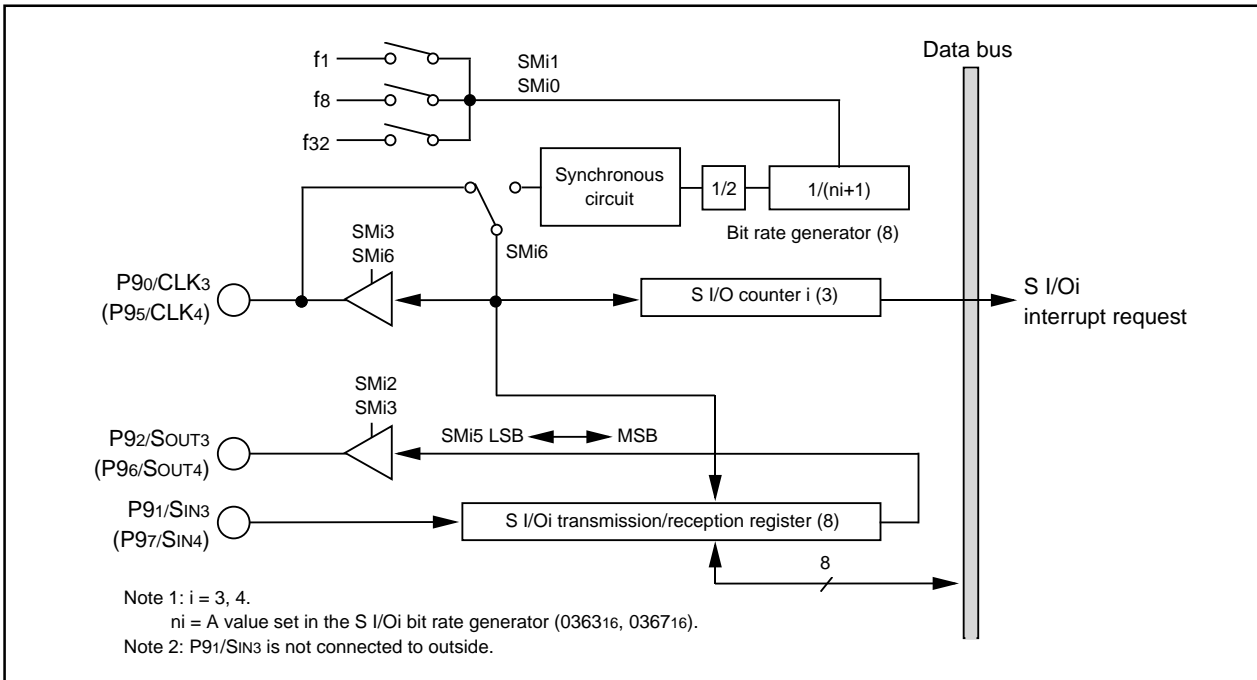 Data bus
f1
SMi1
SMi0
f8
f32
Synchronous
circuit
1/2
1/(ni+1)
Bit rate generator (8)
SMi6
SMi3
SMi6
P90/CLK3
(P95/CLK4)
S I/O counter i (3)
S I/Oi
interrupt request
SMi2
SMi3
SMi5 LSB
MSB
P92/SOUT3
(P96/SOUT4)
P91/SIN3
(P97/SIN4)
S I/Oi transmission/reception register (8)
8
Note 1: i = 3, 4.
ni = A value set in the S I/Oi bit rate generator (036316, 036716).
Note 2: P91/SIN3 is not connected to outside.